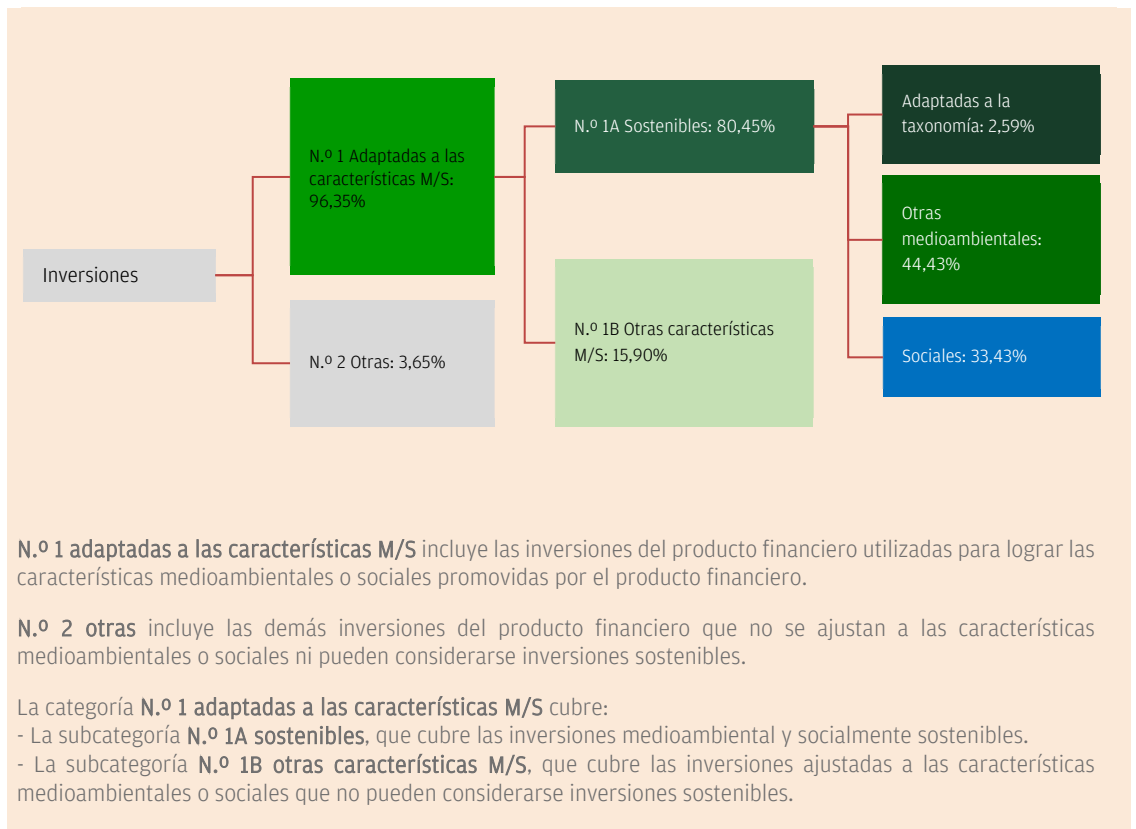 Inversiones
N.º 1 Adaptadas a las
características M/S:
96,35%
N.º 2 Otras: 3,65%
N.º 1A Sostenibles: 80,45%
N.º 1B Otras características
M/S: 15,90%
Adaptadas a la
taxonomía: 2,59%
Otras
medioambientales:
44,43%
Sociales: 33,43%
N.º 1 adaptadas a las características M/S incluye las inversiones del producto financiero utilizadas para lograr las
características medioambientales o sociales promovidas por el producto financiero.
N.º 2 otras incluye las demás inversiones del producto financiero que no se ajustan a las características
medioambientales o sociales ni pueden considerarse inversiones sostenibles.
La categoría N.º 1 adaptadas a las características M/S cubre:
- La subcategoría N.º 1A sostenibles, que cubre las inversiones medioambiental y socialmente sostenibles.
- La subcategoría N.º 1B otras características M/S, que cubre las inversiones ajustadas a las características
medioambientales o sociales que no pueden considerarse inversiones sostenibles.